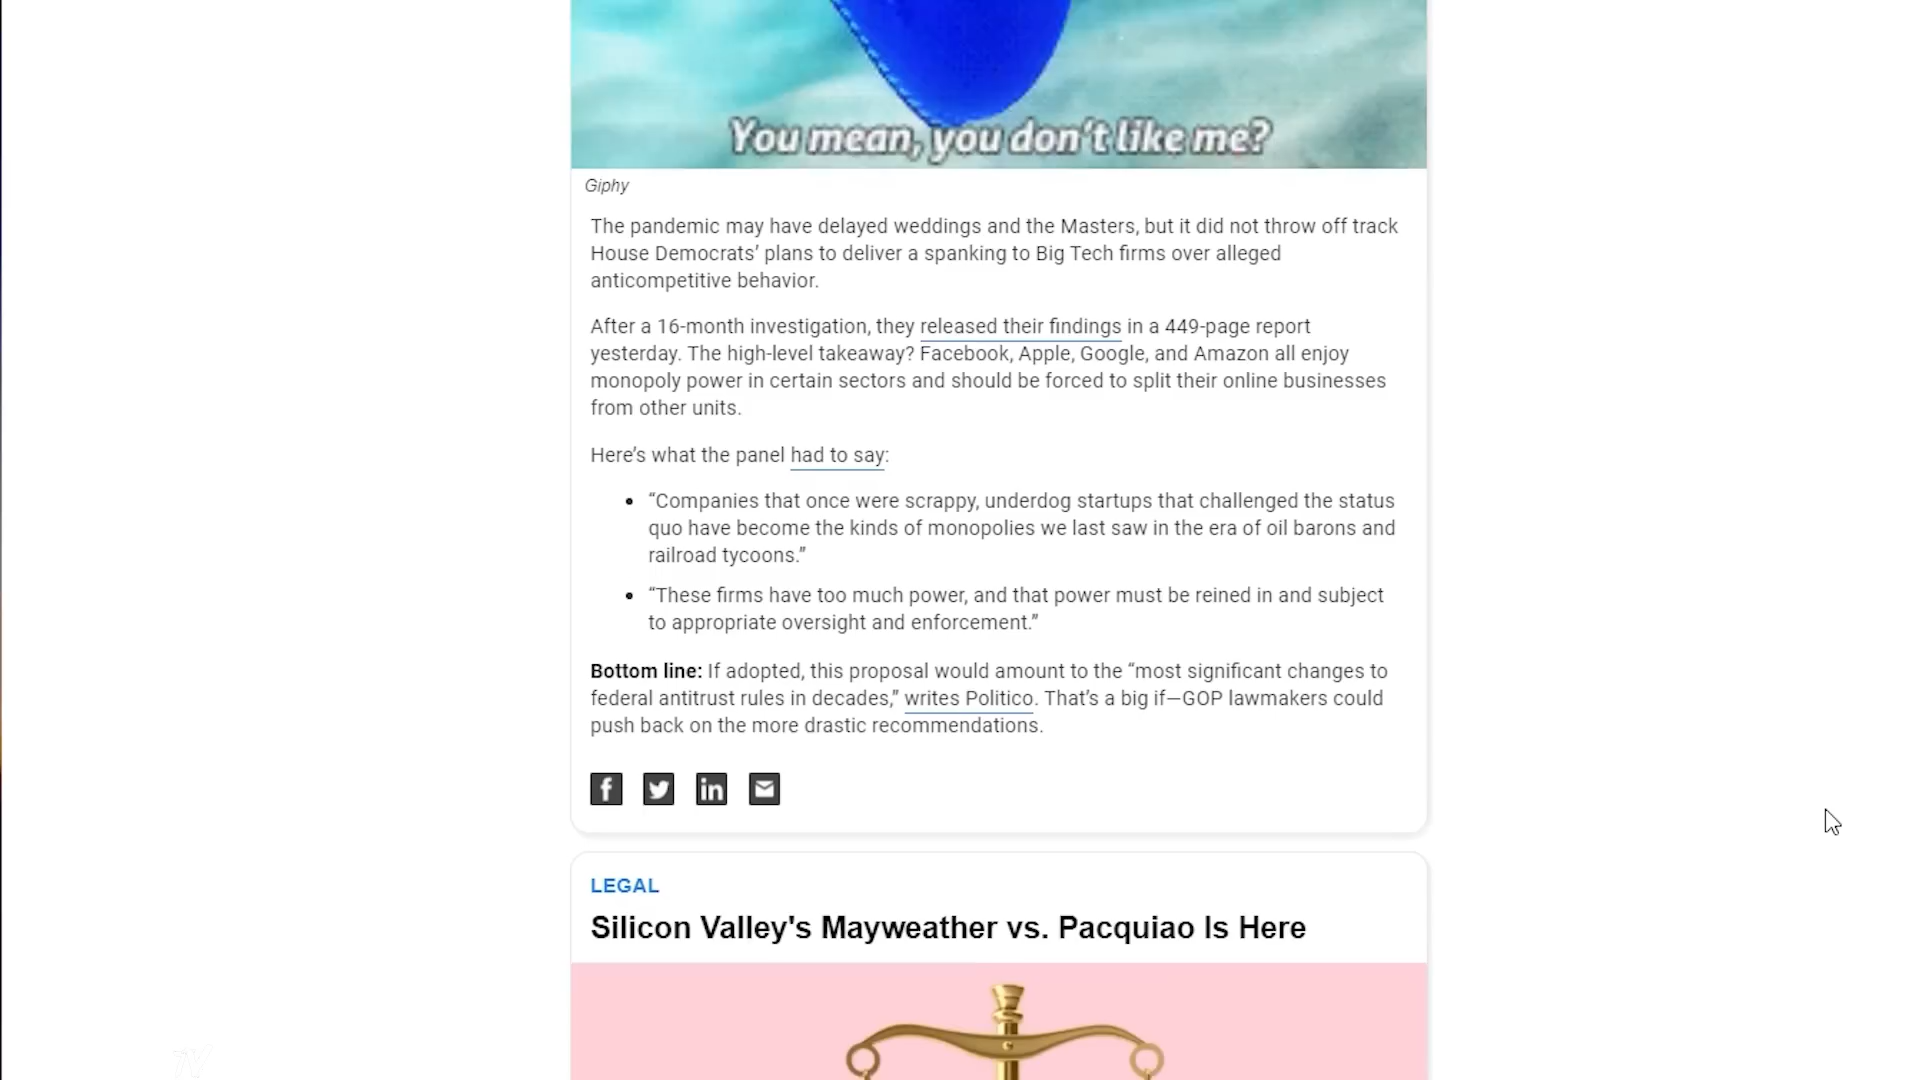 You mean, you don't like me?
Giphy
The pandemic may have delayed weddings and the Masters, but it did not throw off track
House Democrats’ plans to deliver a spanking to Big Tech firms over alleged
anticompetitive behavior.
After a 16-month investigation, they released their findings in a 449-page report
yesterday. The high-level takeaway? Facebook, Apple, Google, and Amazon all enjoy
monopoly power in certain sectors and should be forced to split their online businesses
from other units.
Here’s what the panel had to say:
“Companies that once were scrappy, underdog startups that challenged the status
quo have become the kinds of monopolies we last saw in the era of oil barons and
railroad tycoons.”
“These firms have too much power, and that power must be reined in and subject
to appropriate oversight and enforcement.”
Bottom line: If adopted, this proposal would amount to the “most significant changes to
federal antitrust rules in decades,” writes Politico. That’s a big if—GOP lawmakers could
push back on the more drastic recommendations.
LEGAL
Silicon Valley's Mayweather vs. Pacquiao Is Here